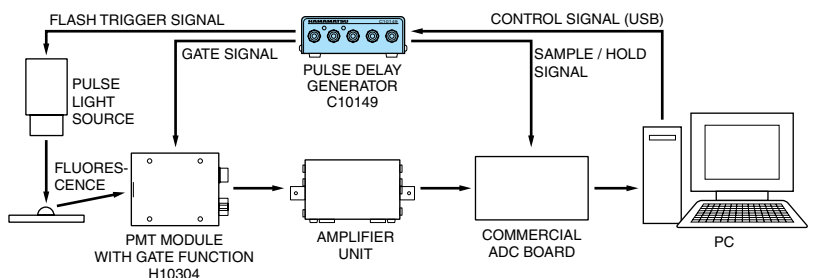 FLASH TRIGGER SIGNAL
HAMAMATSU C10149
CONTROL SIGNAL (USB)
GATE SIGNAL
SAMPLE / HOLD
SIGNAL
PULSE DELAY
GENERATOR
C10149
PULSE
LIGHT
SOURCE
FLUORES-
CENCE
PMT MODULE
WITH GATE FUNCTION
H10304
AMPLIFIER
UNIT
COMMERCIAL
ADC BOARD
PC